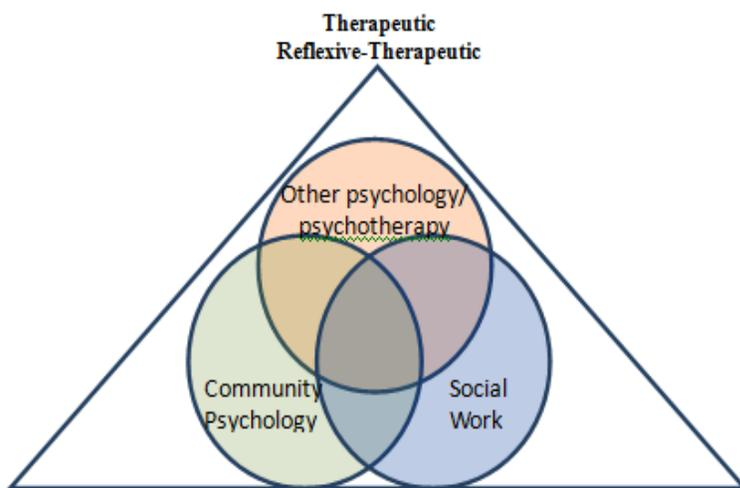 Therapeutic
Reflexive-Therapeutic
Other psychology/
psychotherapy
Community
Psychology
Social
Work